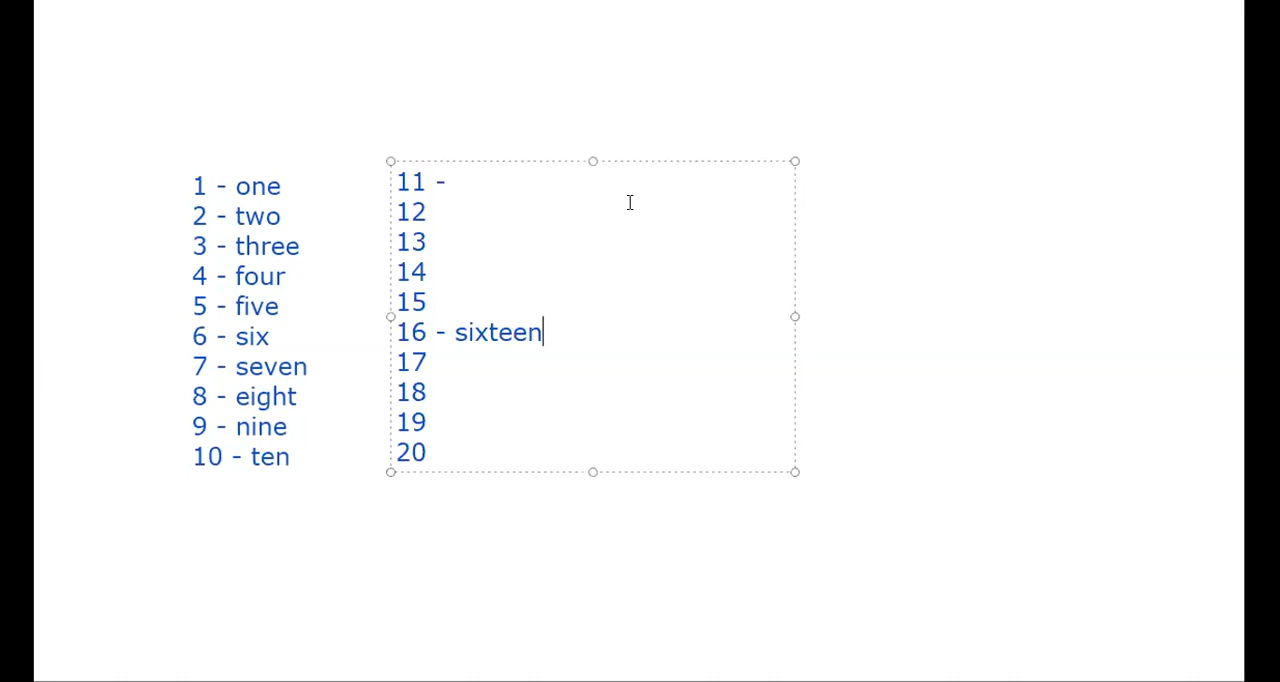 1 - one
2 - two
3 - three
4 - four
5 - five
6 - six
7 - seven
8 - eight
9 - nine
10 - ten
11 -
12
13
14
15
16 - sixteen
17
18
19
20